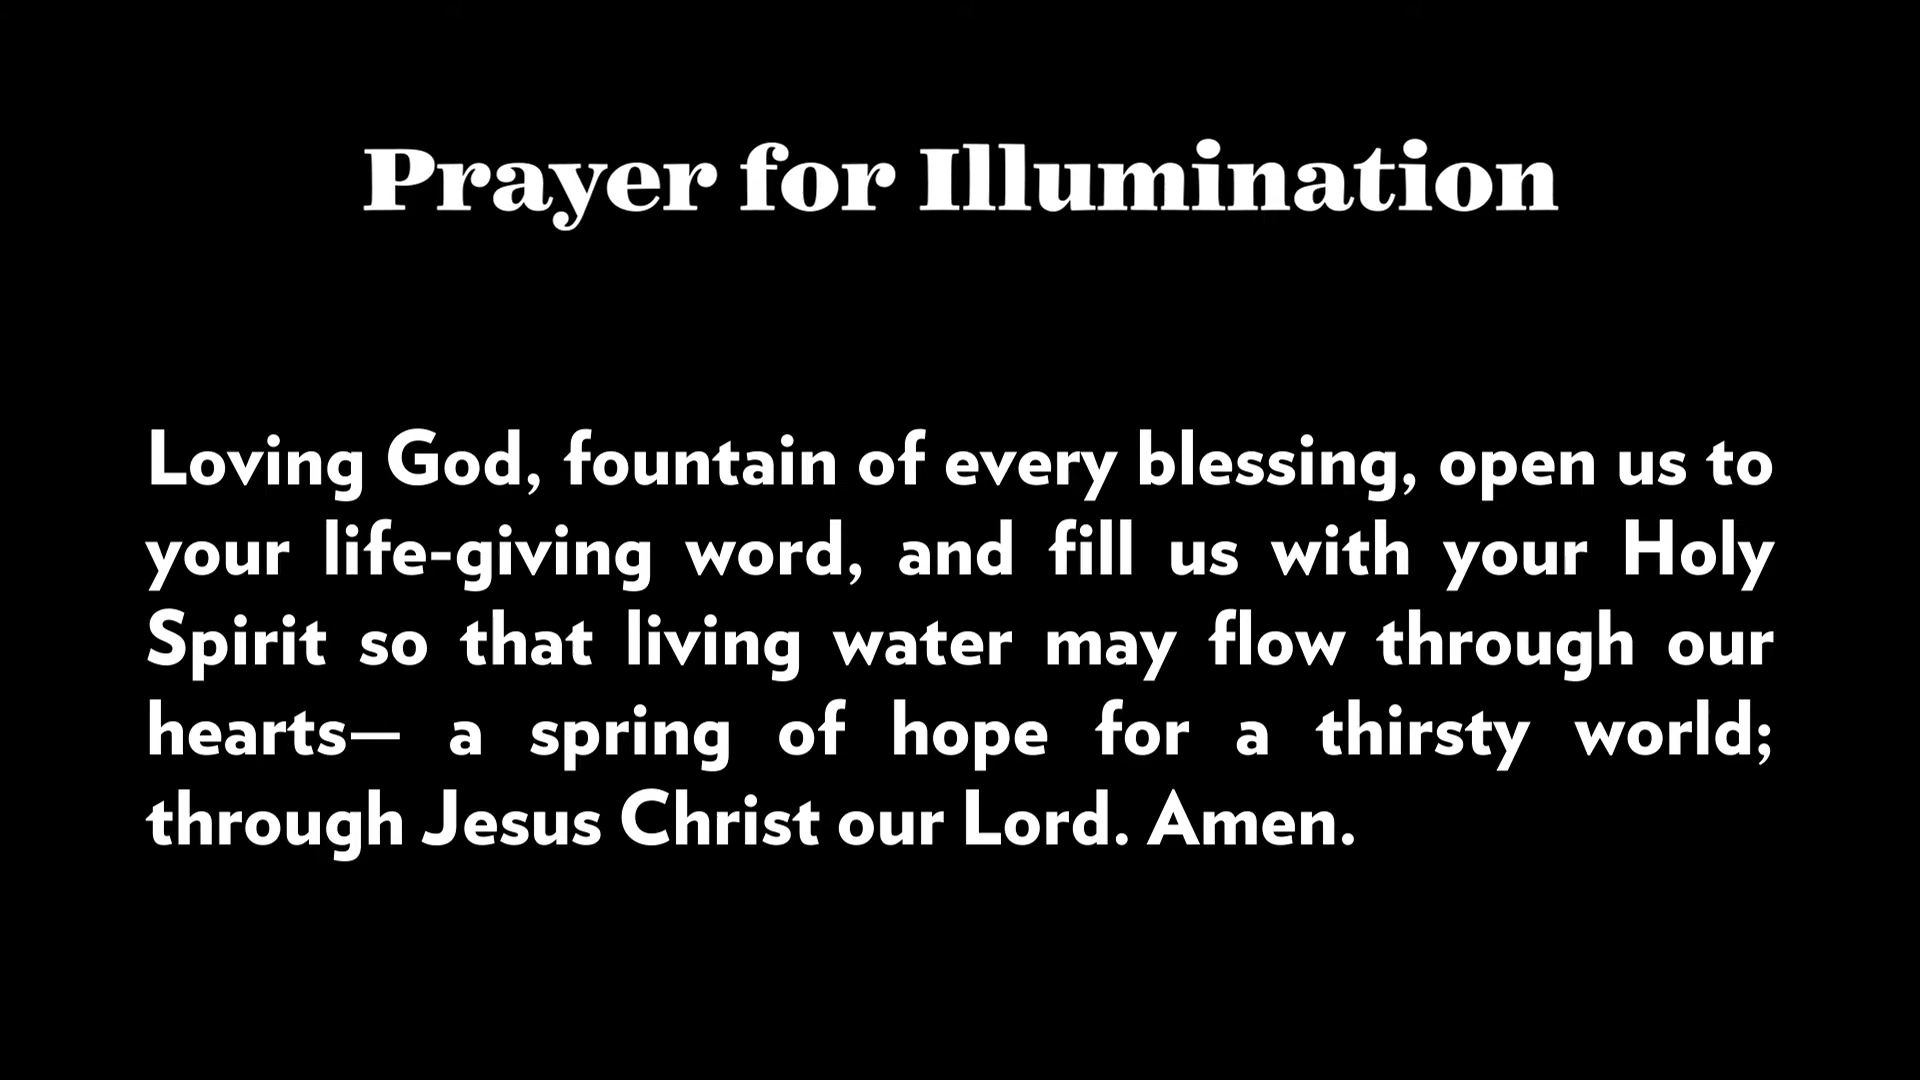 Prayer for Illumination
Loving God, fountain of every blessing, open us to
your life-giving word, and fill us with your Holy
Spirit so that living water may flow through our
hearts— a spring of hope for a thirsty world;
through Jesus Christ our Lord. Amen.